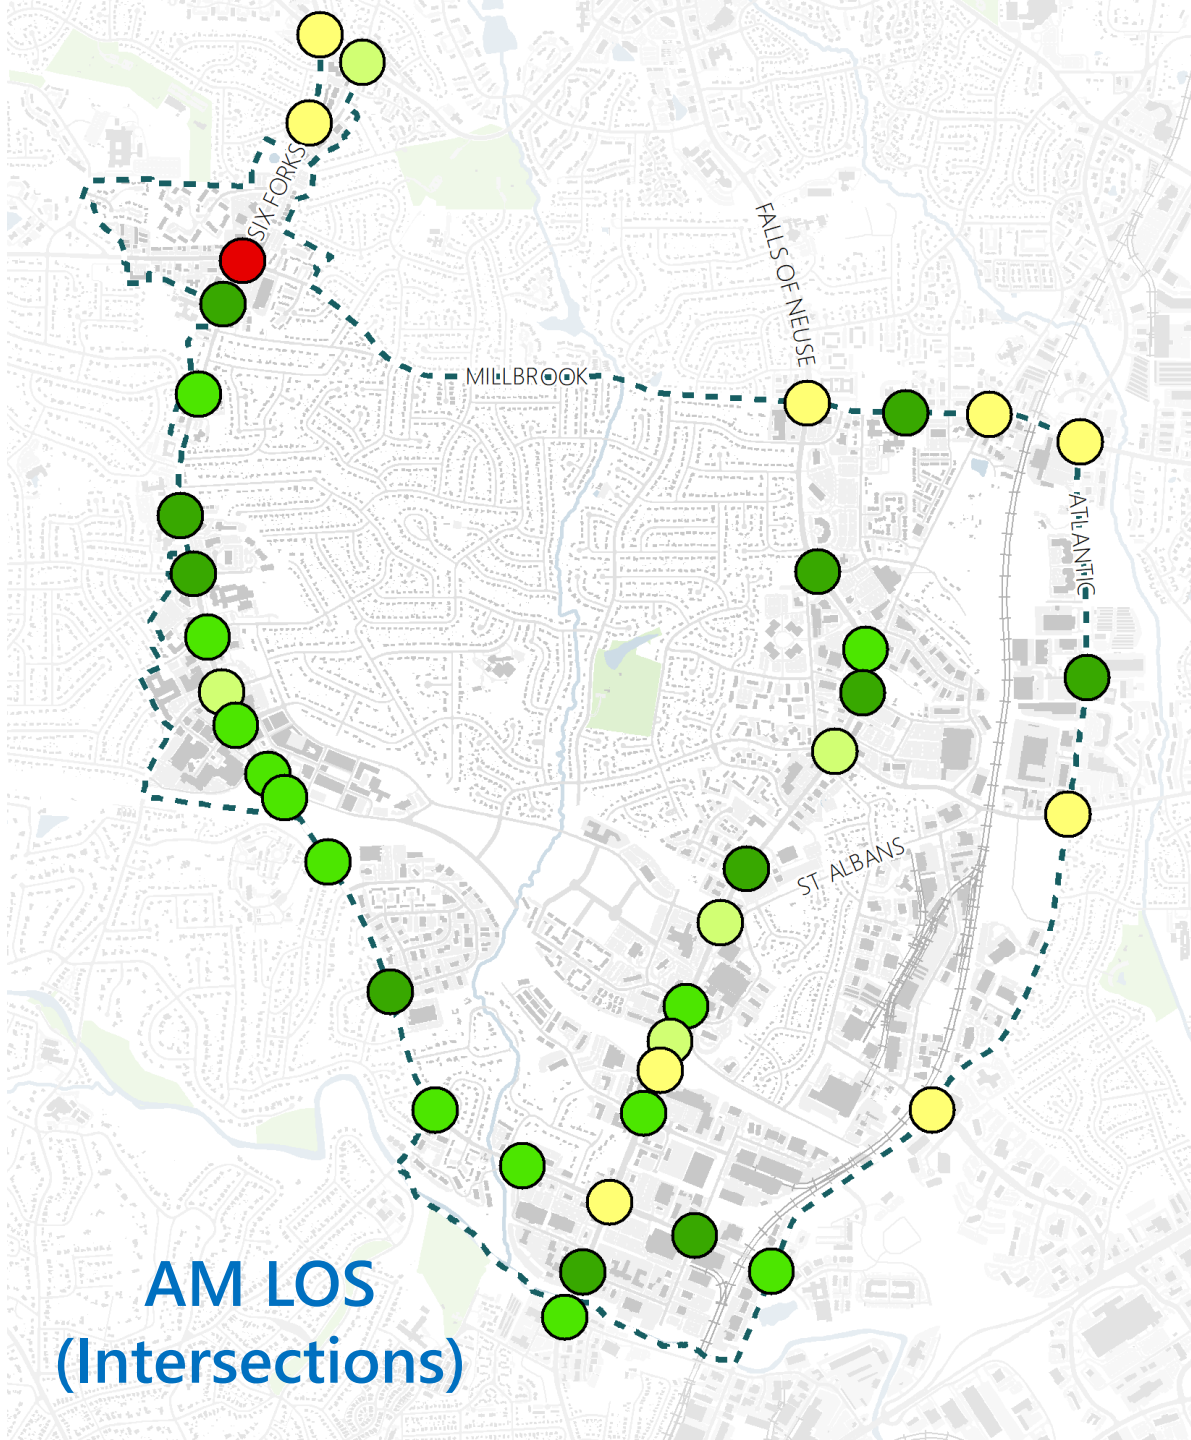 SIX FORKS
FALLS OF NEUSE
MILLBROOK
ATLANTIC
ST ALBANS
AM LOS
(Intersections)